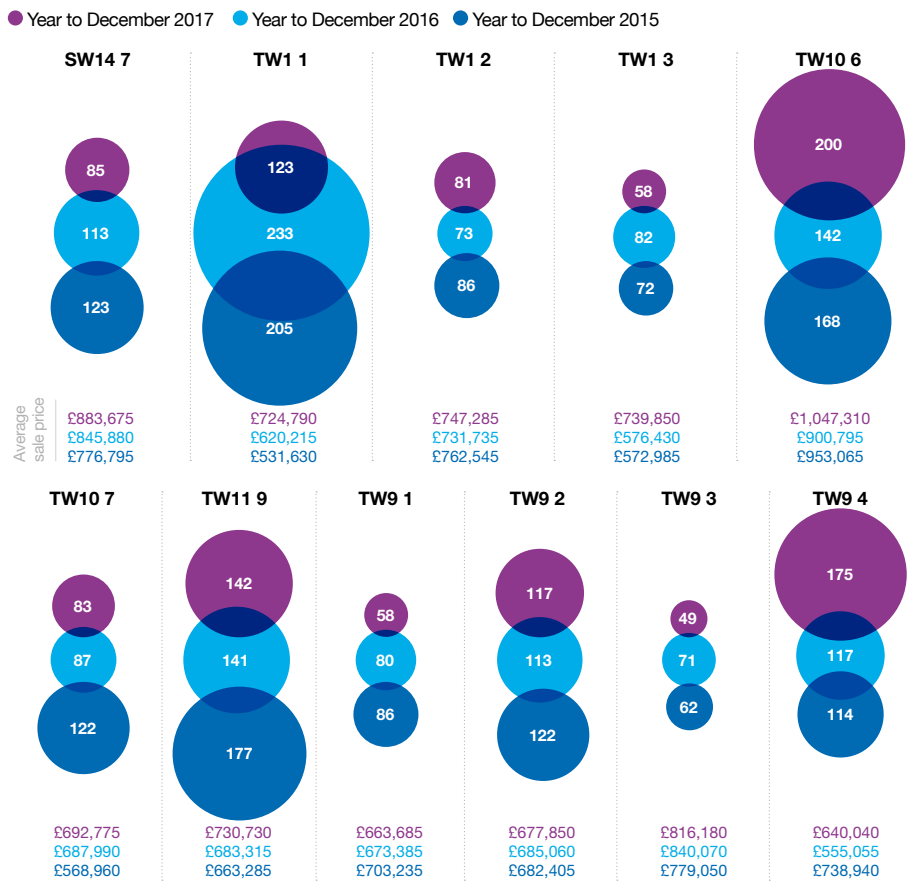 Year to December 2017 Year to December 2016 Year to December 2015
SW14 7 TW1 1 TW1 2 TW1 3 TW10 6
85 123 81 58 200
113 233 73 82 142
123 205 86 72 168
Average
sale price
£883,675 £724,790 £747,285 £739,850 £1,047,310
£845,880 £620,215 £731,735 £576,430 £900,795
£776,795 £531,630 £762,545 £572,985 £953,065
TW10 7 TW11 9 TW9 1 TW9 2 TW9 3 TW9 4
83 142 58 117 49 175
87 141 80 113 71 117
122 177 86 122 62 114
£692,775 £730,730 £663,685 £677,850 £816,180 £640,040
£687,990 £683,315 £673,385 £685,060 £840,070 £555,055
£568,960 £663,285 £703,235 £682,405 £779,050 £738,940